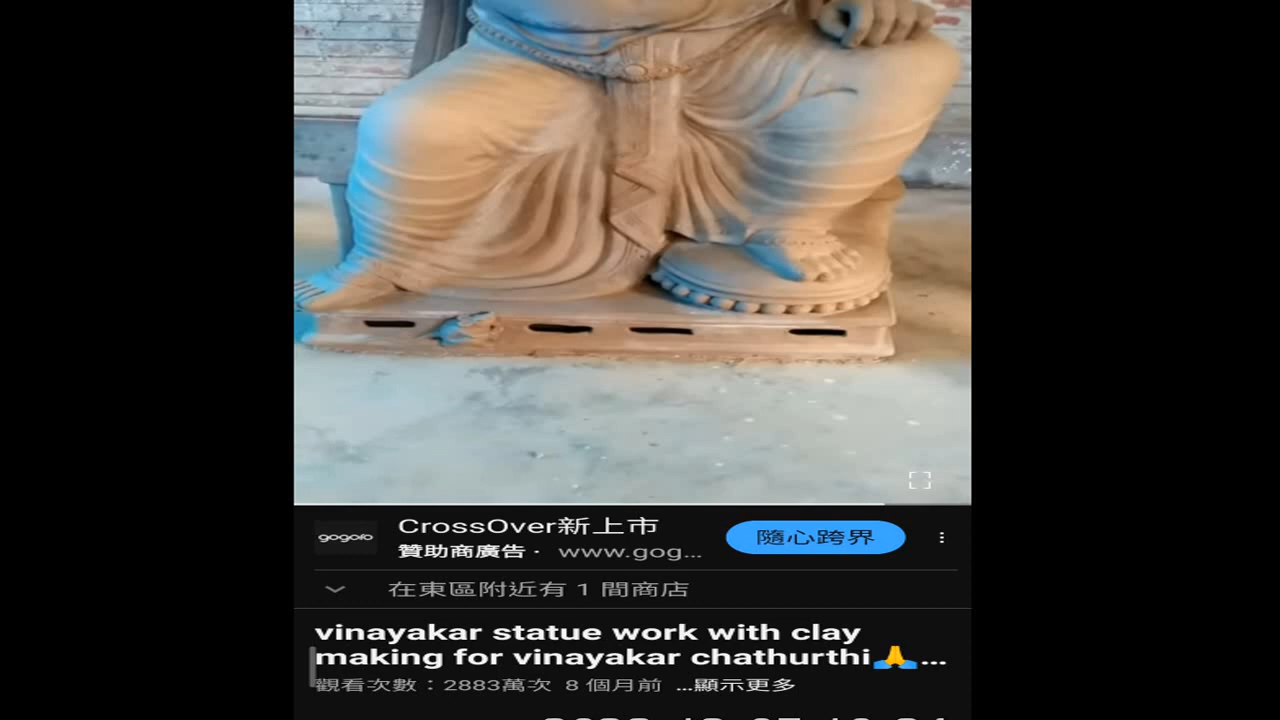 gogoro
CrossOver新上市
贊助商廣告· www.gog...
隨心跨界
在東區附近有 1 間商店
vinayakar statue work with clay
making for vinayakar chathurthi🙏...
觀看次數：2883萬次 8 個月前 ...顯示更多